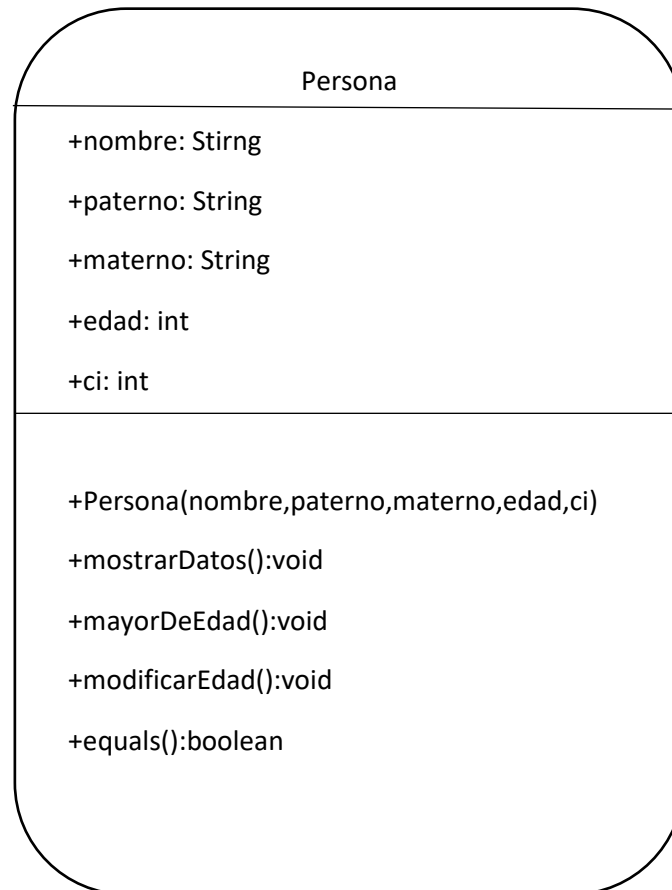 Persona
+nombre: Stirng
+paterno: String
+materno: String
+edad: int
+ci: int
+Persona(nombre,paterno,materno,edad,ci)
+mostrarDatos():void
+mayorDeEdad():void
+modificarEdad():void
+equals():boolean